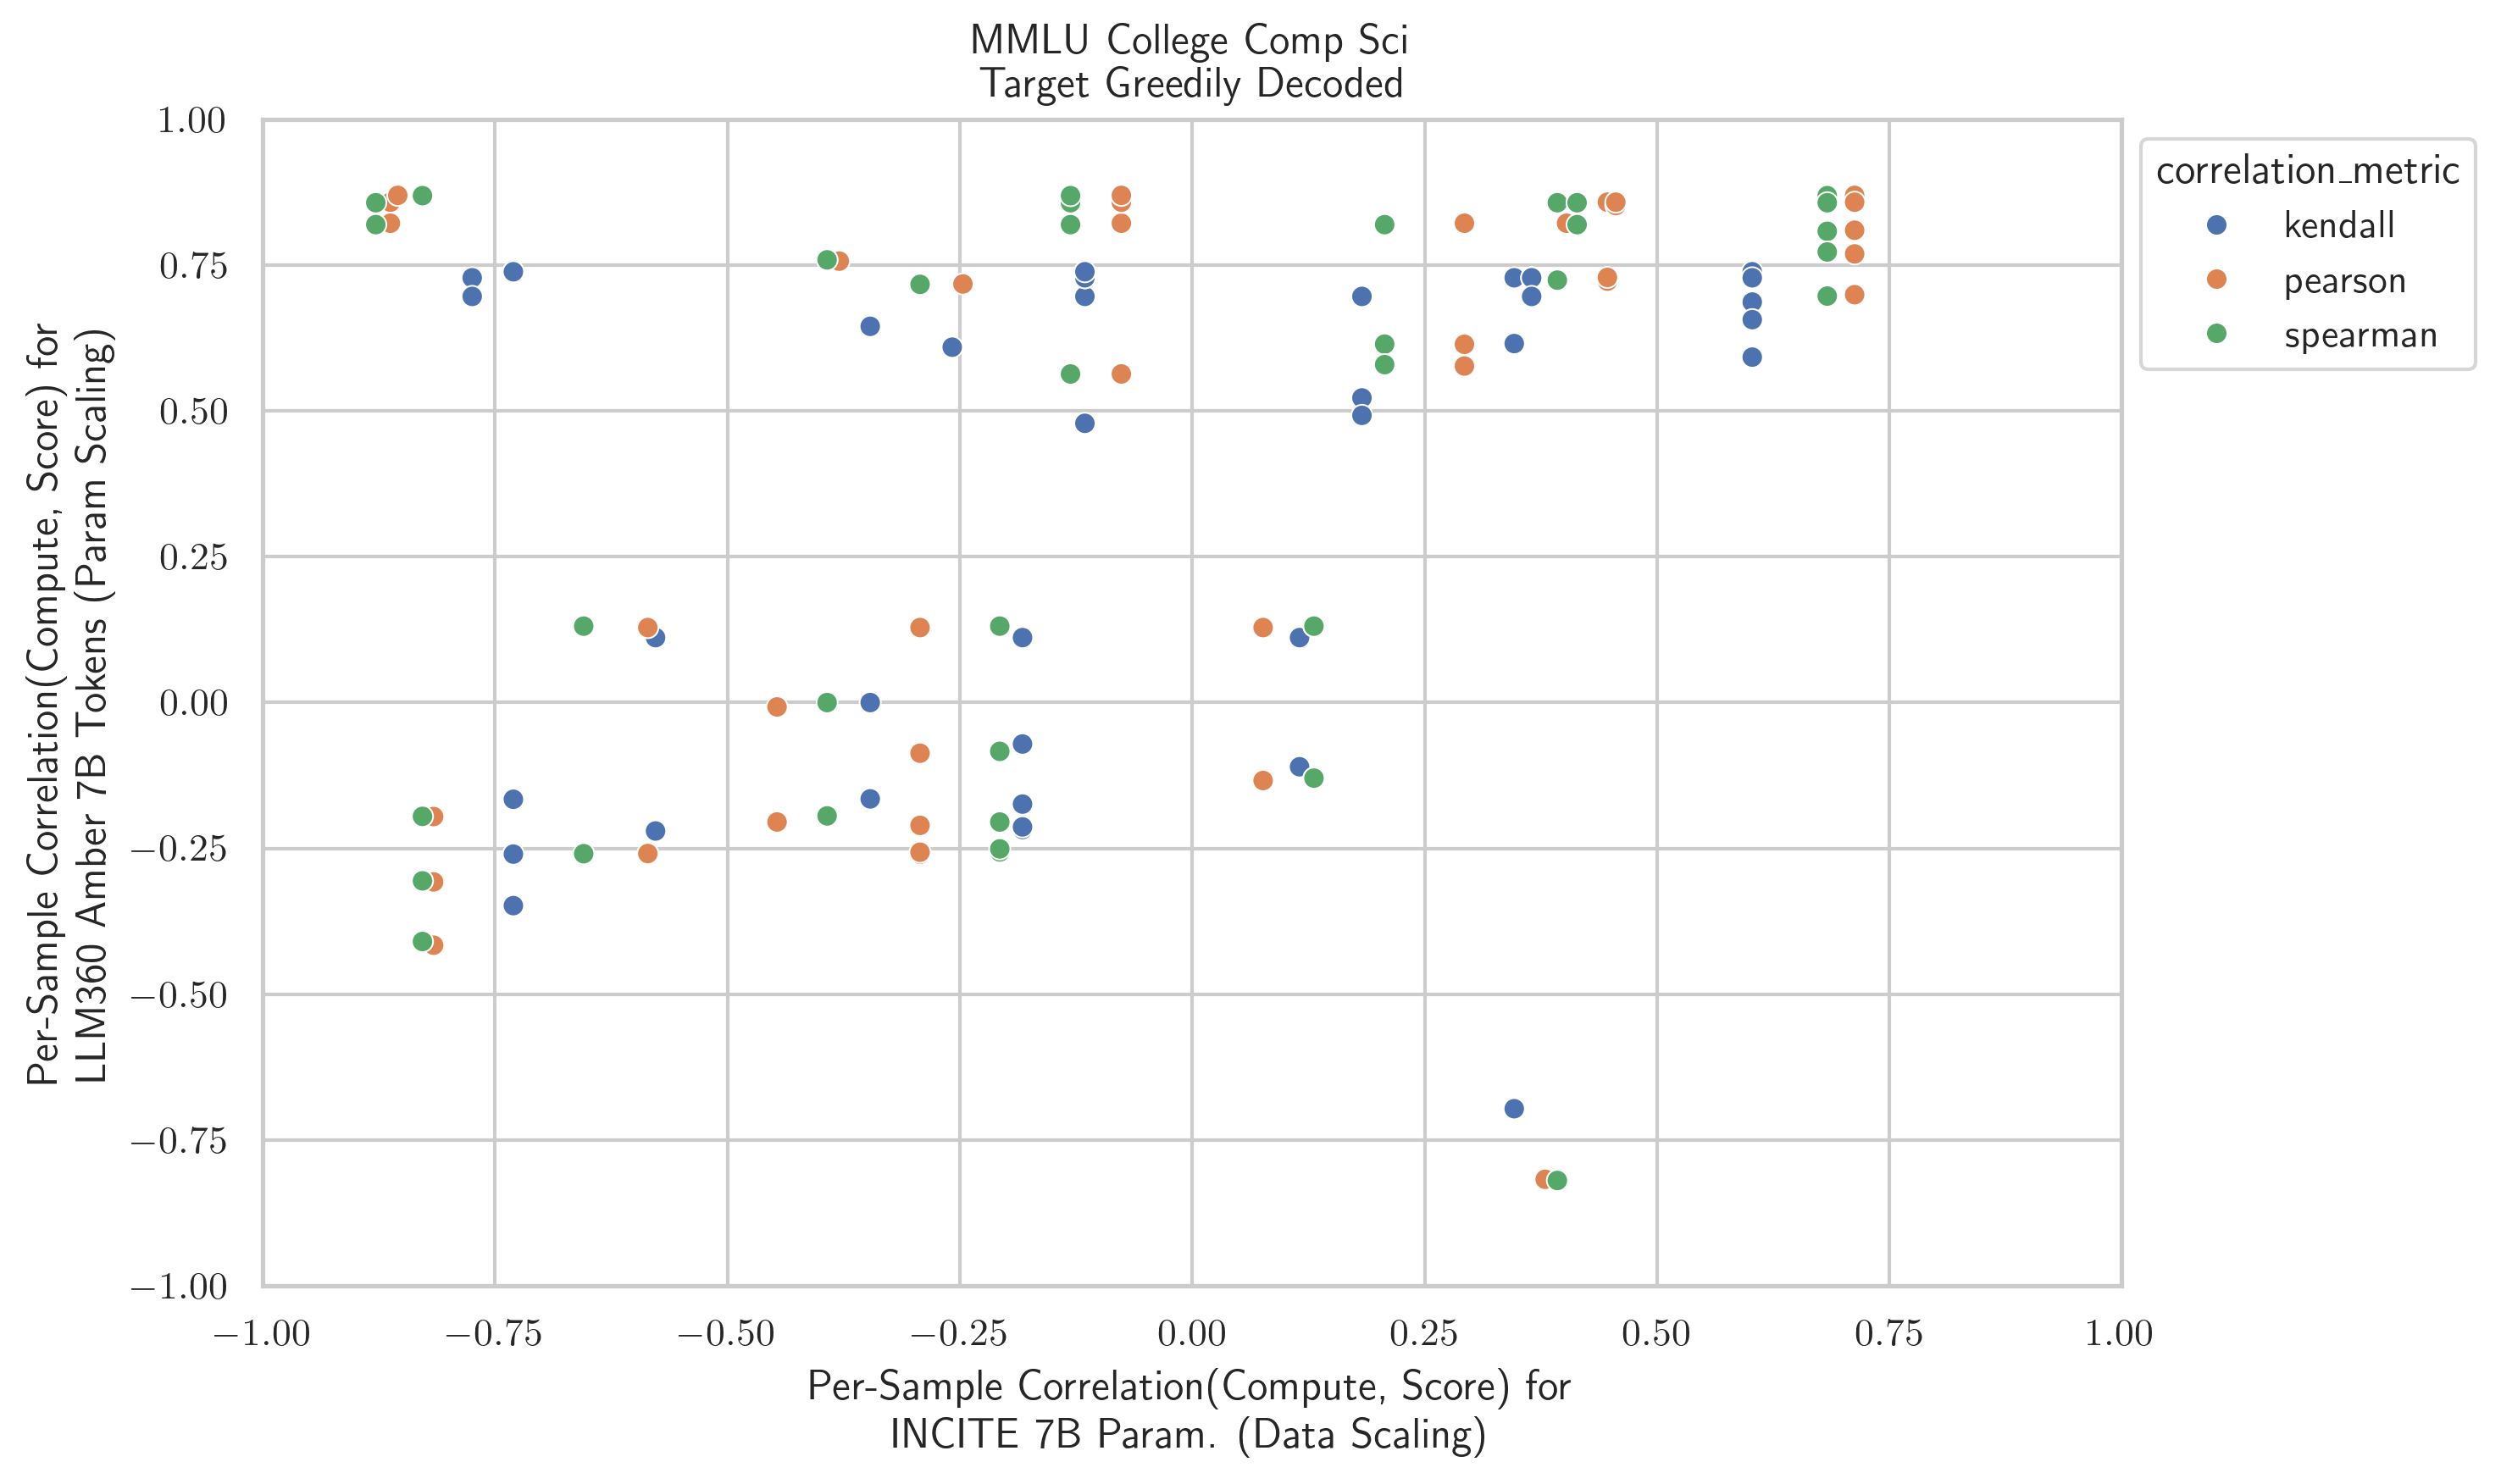 MMLU College Comp Sci
Target Greedily Decoded
1.00
0.75
0.50
0.25
0.00
−0.25
−0.50
−0.75
−1.00
Per-Sample Correlation(Compute, Score) for
LLM360 Amber 7B Tokens (Param Scaling)
−1.00
−0.75
−0.50
−0.25
0.00
0.25
0.50
0.75
1.00
Per-Sample Correlation(Compute, Score) for
INCITE 7B Param. (Data Scaling)
correlation_metric
kendall
pearson
spearman